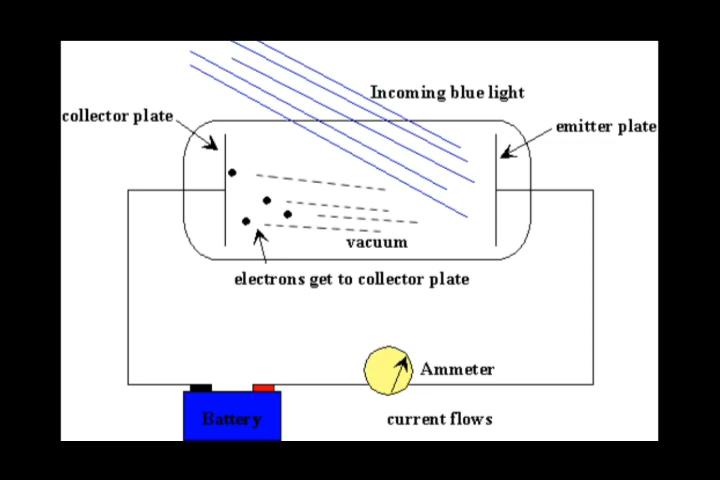 Incoming blue light
collector plate
emitter plate
vacuum
electrons get to collector plate
Ammeter
Battery
current flows